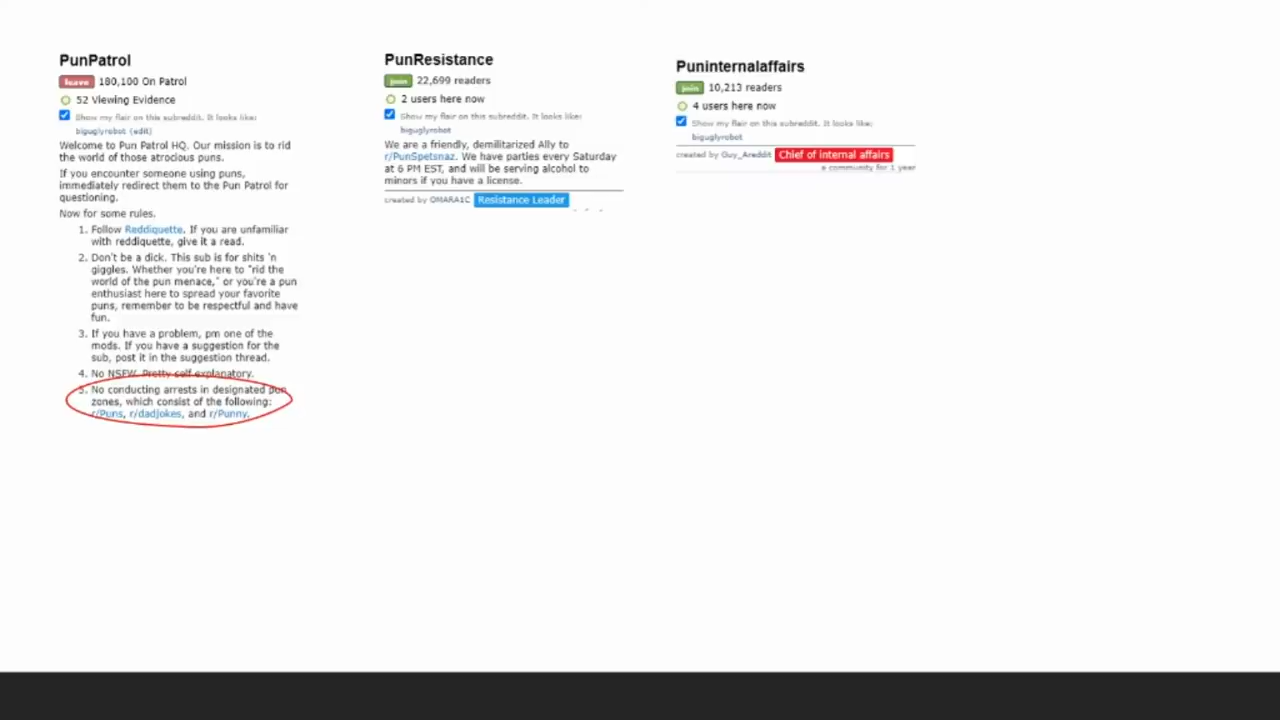 PunPatrol
leave 180,100 On Patrol
52 Viewing Evidence
Show my flair on this subreddit. It looks like:
biguglyrobot (edit)
Welcome to Pun Patrol HQ. Our mission is to rid
the world of those atrocious puns.
If you encounter someone using puns,
immediately redirect them to the Pun Patrol for
questioning.
Now for some rules.
1. Follow Reddiquette. If you are unfamiliar
with reddiquette, give it a read.
2. Don't be a dick. This sub is for shits 'n
giggles. Whether you're here to "rid the
world of the pun menace," or you're a pun
enthusiast here to spread your favorite
puns, remember to be respectful and have
fun.
3. If you have a problem, pm one of the
mods. If you have a suggestion for the
sub, post it in the suggestion thread.
4. No NSFW. Pretty self explanatory.
5. No conducting arrests in designated pun
zones, which consist of the following:
r/Puns, r/dadjokes, and r/Punny.
PunResistance
join 22,699 readers
2 users here now
Show my flair on this subreddit. It looks like:
biguglyrobot
We are a friendly, demilitarized Ally to
r/PunSpetsnaz. We have parties every Saturday
at 6 PM EST, and will be serving alcohol to
minors if you have a license.
created by OMARA1C Resistance Leader
Puninternalaffairs
join 10,213 readers
4 users here now
Show my flair on this subreddit. It looks like:
biguglyrobot
created by Guy_Areddit Chief of internal affairs
a community for 1 year